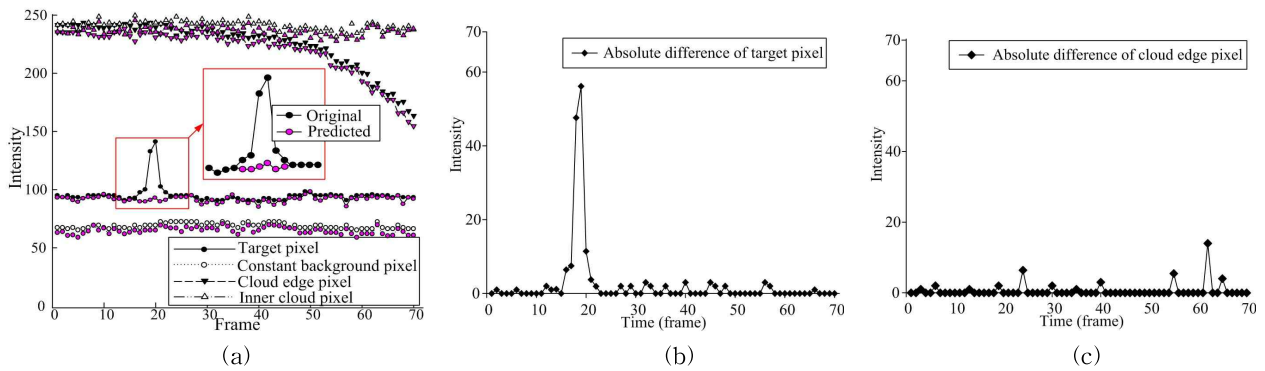 250
200
150
100
50
0
Intensity
Original
Predicted
Target pixel
Constant background pixel
Cloud edge pixel
Inner cloud pixel
0 10 20 30 40 50 60 70
Frame
(a)
70
60
40
20
0
Intensity
Absolute difference of target pixel
0 10 20 30 40 50 60 70
Time (frame)
(b)
70
60
40
20
0
Intensity
Absolute difference of cloud edge pixel
0 10 20 30 40 50 60 70
Time (frame)
(c)